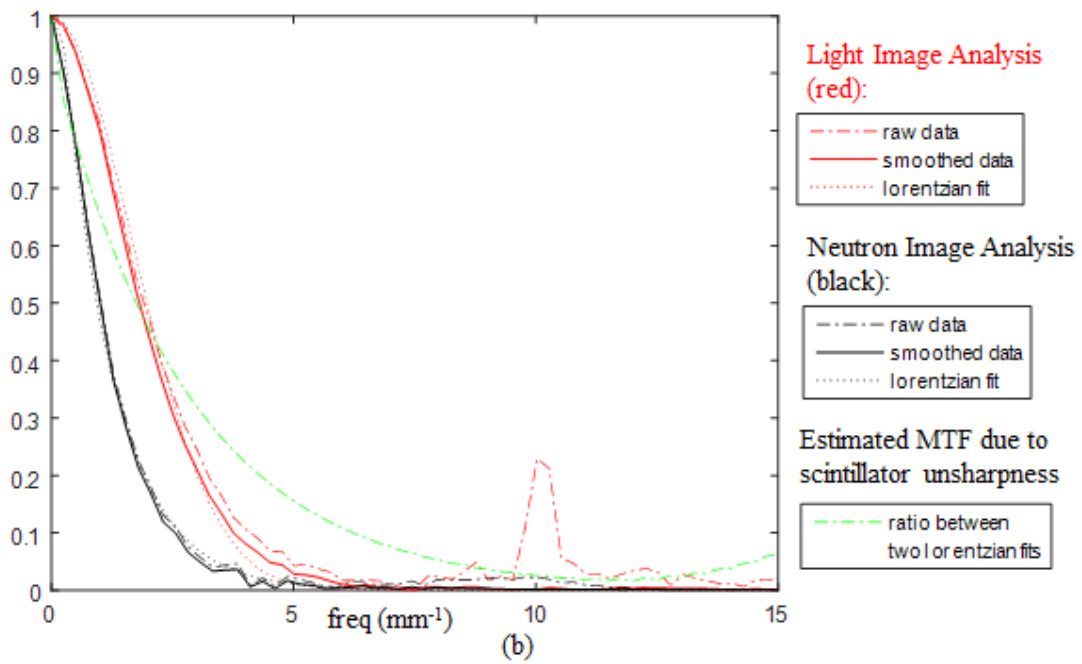 1
0.9
0.8
0.7
0.6
0.5
0.4
0.3
0.2
0.1
0
0 5 10 15
freq (mm-1)
(b)
Light Image Analysis
(red):
raw data
smoothed data
lorentzian fit
Neutron Image Analysis
(black):
raw data
smoothed data
lorentzian fit
Estimated MTF due to
scintillator unsharpness
ratio between
two lorentzian fits